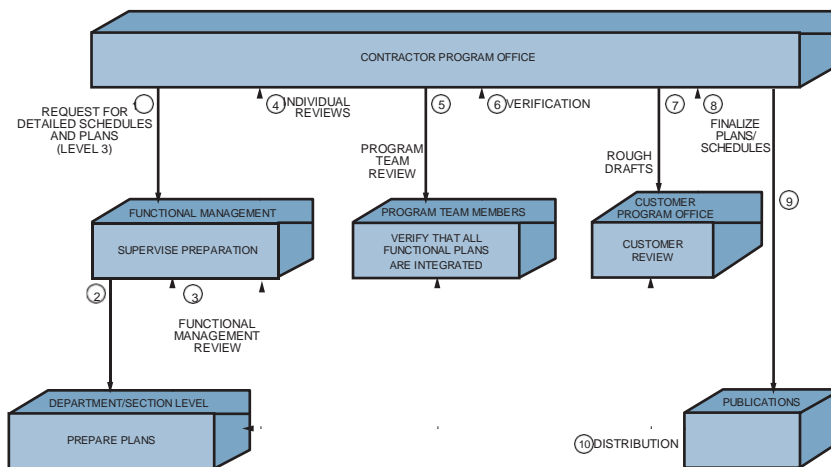 CONTRACTOR PROGRAM OFFICE
1
REQUEST FOR
DETAILED SCHEDULES
AND PLANS
(LEVEL 3)
4 INDIVIDUAL
REVIEWS
5
PROGRAM
TEAM
REVIEW
6 VERIFICATION
7
ROUGH
DRAFTS
8
FINALIZE
PLANS/
SCHEDULES
9
FUNCTIONAL MANAGEMENT
SUPERVISE PREPARATION
PROGRAM TEAM MEMBERS
VERIFY THAT ALL
FUNCTIONAL PLANS
ARE INTEGRATED
CUSTOMER
PROGRAM OFFICE
CUSTOMER
REVIEW
2
3
FUNCTIONAL
MANAGEMENT
REVIEW
DEPARTMENT/SECTION LEVEL
PREPARE PLANS
10 DISTRIBUTION
PUBLICATIONS